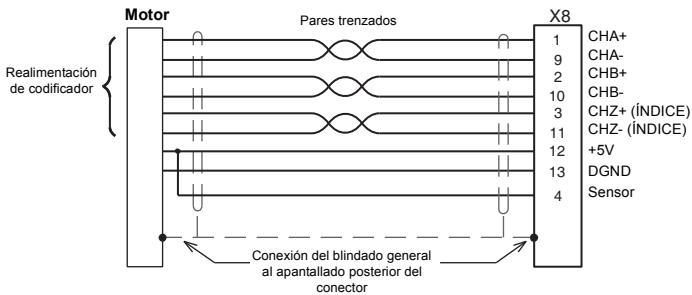 Motor
Pares trenzados
X8
Realimentación
de codificador
1 CHA+
9 CHA-
2 CHB+
10 CHB-
3 CHZ+ (ÍNDICE)
11 CHZ- (ÍNDICE)
12 +5V
13 DGND
4 Sensor
Conexión del blindado general
al apantallado posterior del
conector